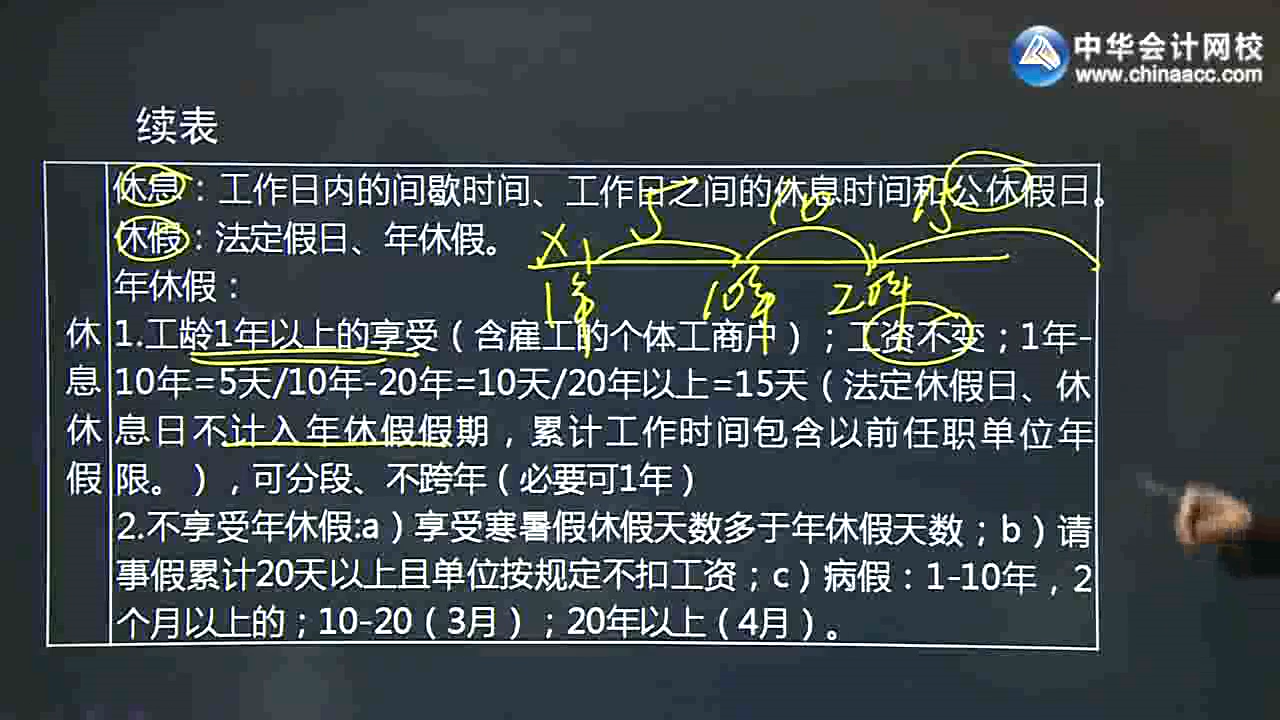 中华会计网校
www.chinaacc.com
续表
休息：工作日内的间歇时间、工作日之间的休息时间和公休假日。
休假：法定假日、年休假。
年休假：
1.工龄1年以上的享受（含雇工的个体工商户）；工资不变；1年-
10年=5天/10年-20年=10天/20年以上=15天（法定休假日、休
息日不计入年休假假期，累计工作时间包含以前任职单位年
限。），可分段、不跨年（必要可1年）
2.不享受年休假:a）享受寒暑假休假天数多于年休假天数；b）请
事假累计20天以上且单位按规定不扣工资；c）病假：1-10年，2
个月以上的；10-20（3月）；20年以上（4月）。
休
息
休
假
5
10
15
X
1年
10年
20年